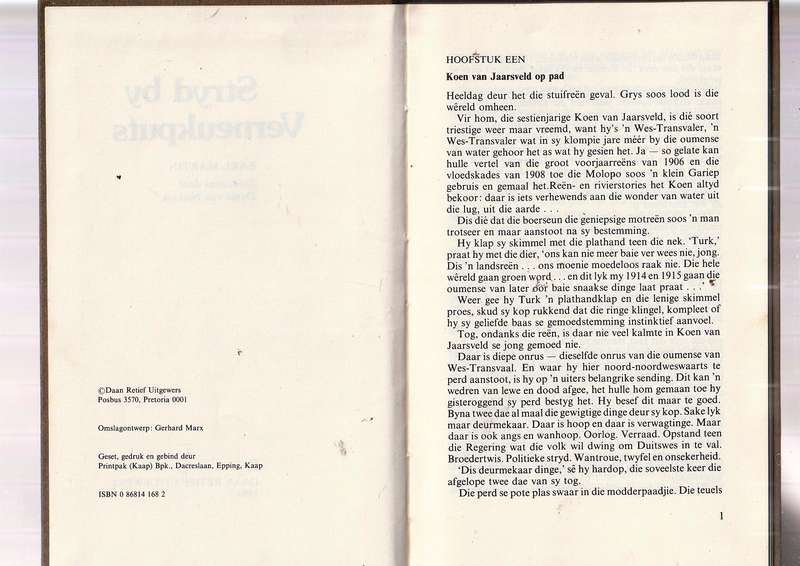 ©Daan Retief Uitgewers
Posbus 3570, Pretoria 0001
Omslagontwerp: Gerhard Marx
Geset, gedruk en gebind deur
Printpak (Kaap) Bpk., Dacreslaan, Epping, Kaap
ISBN 0 86814 168 2
HOOFSTUK EEN
Koen van Jaarsveld op pad
Heeldag deur het die stuifreën geval. Grys soos lood is die
wêreld omheen.
Vir hom, die sestienjarige Koen van Jaarsveld, is dié soort
triestige weer maar vreemd, want hy's 'n Wes-Transvaler, 'n
Wes-Transvaler wat in sy klompie jare méér by die oumense
van water gehoor het as wat hy gesien het. Ja — so gelate kan
hulle vertel van die groot voorjaarreëns van 1906 en die
vloedskades van 1908 toe die Molopo soos 'n klein Gariep
gebruis en gemaal het.Reën- en rivierstories het Koen altyd
bekoor: daar is iets verhewends aan die wonder van water uit
die lug, uit die aarde . . .
Dis dié dat die boerseun die geniepsige motreën soos 'n man
trotseer en maar aanstoot na sy bestemming.
Hy klap sy skimmel met die plathand teen die nek. 'Turk,'
praat hy met die dier, 'ons kan nie meer baie ver wees nie, jong.
Dis 'n landsreën . . . ons moenie moedeloos raak nie. Die hele
wêreld gaan groen word . . . en dit lyk my 1914 en 1915 gaan die
oumense van later oor baie snaakse dinge laat praat . . .'
Weer gee hy Turk 'n plathandklap en die lenige skimmel
proes, skud sy kop rukkend dat die ringe klingel, kompleet of
hy sy geliefde baas se gemoedstemming instinktief aanvoel.
Tog, ondanks die reën, is daar nie veel kalmte in Koen van
Jaarsveld se jong gemoed nie.
Daar is diepe onrus — dieselfde onrus van die oumense van
Wes-Transvaal. En waar hy hier noord-noordweswaarts te
perd aanstoot, is hy op 'n uiters belangrike sending. Dit kan 'n
wedren van lewe en dood afgee, het hulle hom gemaan toe hy
gisteroggend sy perd bestyg het. Hy besef dit maar te goed.
Byna twee dae al maal die gewigtige dinge deur sy kop. Sake lyk
maar deurmekaar. Daar is hoop en daar is verwagtinge. Maar
daar is ook angs en wanhoop. Oorlog. Verraad. Opstand teen
die Regering wat die volk wil dwing om Duitswes in te val.
Broedertwis. Politieke stryd. Wantroue, twyfel en onsekerheid.
'Dis deurmekaar dinge,' sê hy hardop, die soveelste keer die
afgelope twee dae van sy tog.
Die perd se pote plas swaar in die modderpaadjie. Die teuels
1